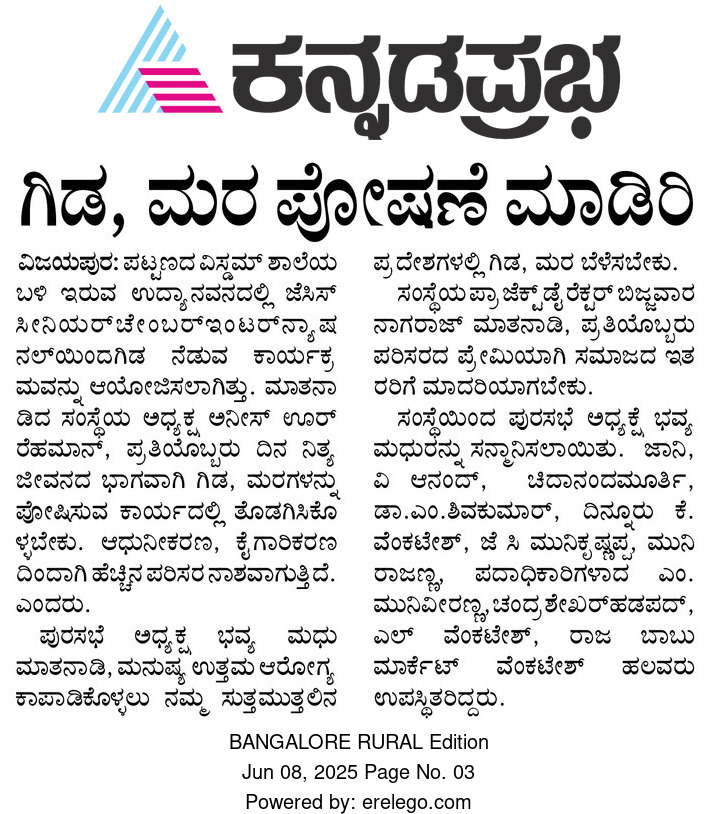 ಕನ್ನಡಪ್ರಭ
ಗಿಡ, ಮರ ಪೋಷಣೆ ಮಾಡಿರಿ
ವಿಜಯಪುರ: ಪಟ್ಟಣದ ವಿಸ್ಡಮ್ ಶಾಲೆಯ
ಬಳಿ ಇರುವ ಉದ್ಯಾನವನದಲ್ಲಿ ಜೆಸಿಸ್
ಸೀನಿಯರ್ ಚೇಂಬರ್ ಇಂಟರ್‌ನ್ಯಾಷ
ನಲ್‌ಯಿಂದಗಿಡ ನೆಡುವ ಕಾರ್ಯಕ್ರ
ಮವನ್ನು ಆಯೋಜಿಸಲಾಗಿತ್ತು. ಮಾತನಾ
ಡಿದ ಸಂಸ್ಥೆಯ ಅಧ್ಯಕ್ಷ ಅನೀಸ್ ಊರ್
ರೆಹಮಾನ್, ಪ್ರತಿಯೊಬ್ಬರು ದಿನ ನಿತ್ಯ
ಜೀವನದ ಭಾಗವಾಗಿ ಗಿಡ, ಮರಗಳನ್ನು
ಪೋಷಿಸುವ ಕಾರ್ಯದಲ್ಲಿ ತೊಡಗಿಸಿಕೊ
ಳ್ಳಬೇಕು. ಆಧುನೀಕರಣ, ಕೈಗಾರಿಕರಣ
ದಿಂದಾಗಿ ಹೆಚ್ಚಿನ ಪರಿಸರ ನಾಶವಾಗುತ್ತಿದೆ.
ಎಂದರು.
ಪುರಸಭೆ ಅಧ್ಯಕ್ಷ ಭವ್ಯ ಮಧು
ಮಾತನಾಡಿ, ಮನುಷ್ಯ ಉತ್ತಮ ಆರೋಗ್ಯ
ಕಾಪಾಡಿಕೊಳ್ಳಲು ನಮ್ಮ ಸುತ್ತಮುತ್ತಲಿನ
ಪ್ರದೇಶಗಳಲ್ಲಿ ಗಿಡ, ಮರ ಬೆಳೆಸಬೇಕು.
ಸಂಸ್ಥೆಯ ಪ್ರಾಜೆಕ್ಟ್ ಡೈರೆಕ್ಟರ್ ಬಿಜ್ಜವಾರ
ನಾಗರಾಜ್ ಮಾತನಾಡಿ, ಪ್ರತಿಯೊಬ್ಬರು
ಪರಿಸರದ ಪ್ರೇಮಿಯಾಗಿ ಸಮಾಜದ ಇತ
ರರಿಗೆ ಮಾದರಿಯಾಗಬೇಕು.
ಸಂಸ್ಥೆಯಿಂದ ಪುರಸಭೆ ಅಧ್ಯಕ್ಷೆ ಭವ್ಯ
ಮಧುರನ್ನು ಸನ್ಮಾನಿಸಲಾಯಿತು. ಜಾನಿ,
ವಿ ಆನಂದ್, ಚಿದಾನಂದಮೂರ್ತಿ,
ಡಾ.ಎಂ.ಶಿವಕುಮಾರ್, ದಿನ್ನೂರು ಕೆ.
ವೆಂಕಟೇಶ್, ಜೆ ಸಿ ಮುನಿಕೃಷ್ಣಪ್ಪ, ಮುನಿ
ರಾಜಣ್ಣ, ಪದಾಧಿಕಾರಿಗಳಾದ ಎಂ.
ಮುನಿವೀರಣ್ಣ,ಚಂದ್ರಶೇಖರ್‌ಹಡಪದ್,
ಎಲ್ ವೆಂಕಟೇಶ್, ರಾಜ ಬಾಬು
ಮಾರ್ಕೆಟ್ ವೆಂಕಟೇಶ್ ಹಲವರು
ಉಪಸ್ಥಿತರಿದ್ದರು.
BANGALORE RURAL Edition
Jun 08, 2025 Page No. 03
Powered by: erelego.com